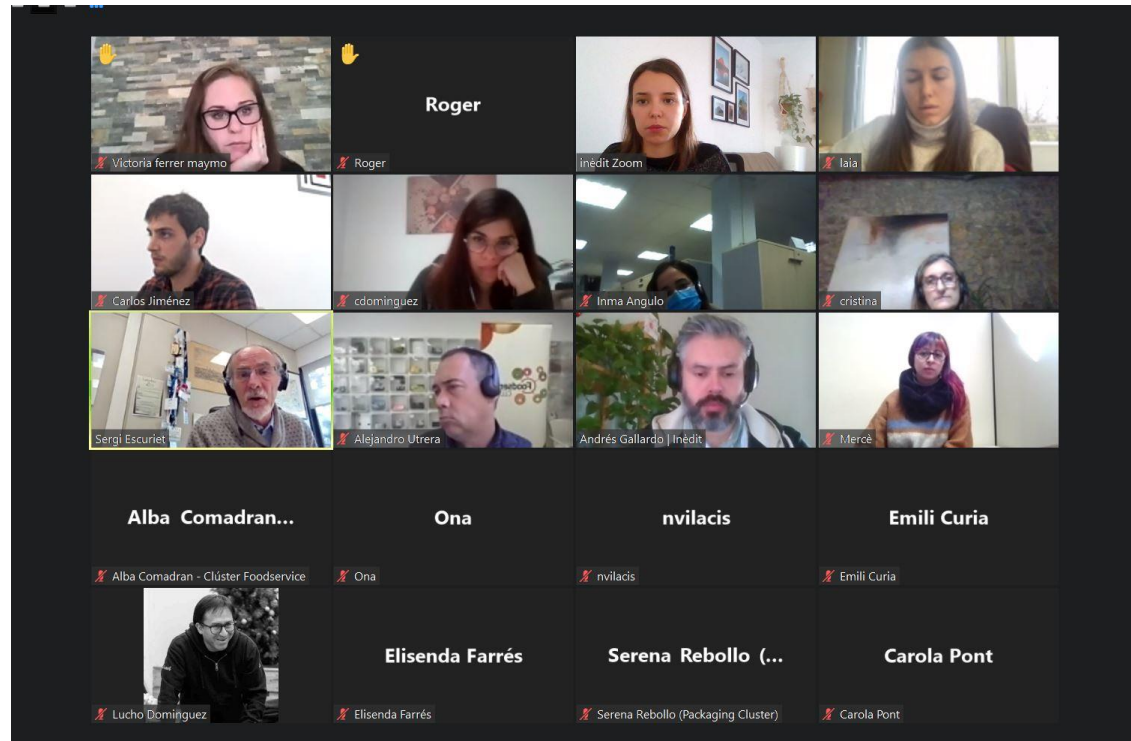 Victoria ferrer maymo
Roger
Roger
inèdit Zoom
laia
Carlos Jiménez
cdominguez
Inma Angulo
cristina
Sergi Escuriet
Foodser
Alejandro Utrera
Andrés Gallardo | Inèdit
Mercè
Alba Comadran...
Alba Comadran - Clúster Foodservice
Ona
Ona
nvilacis
nvilacis
Emili Curia
Emili Curia
Lucho Dominguez
Elisenda Farrés
Elisenda Farrés
Serena Rebollo (...
Serena Rebollo (Packaging Cluster)
Carola Pont
Carola Pont